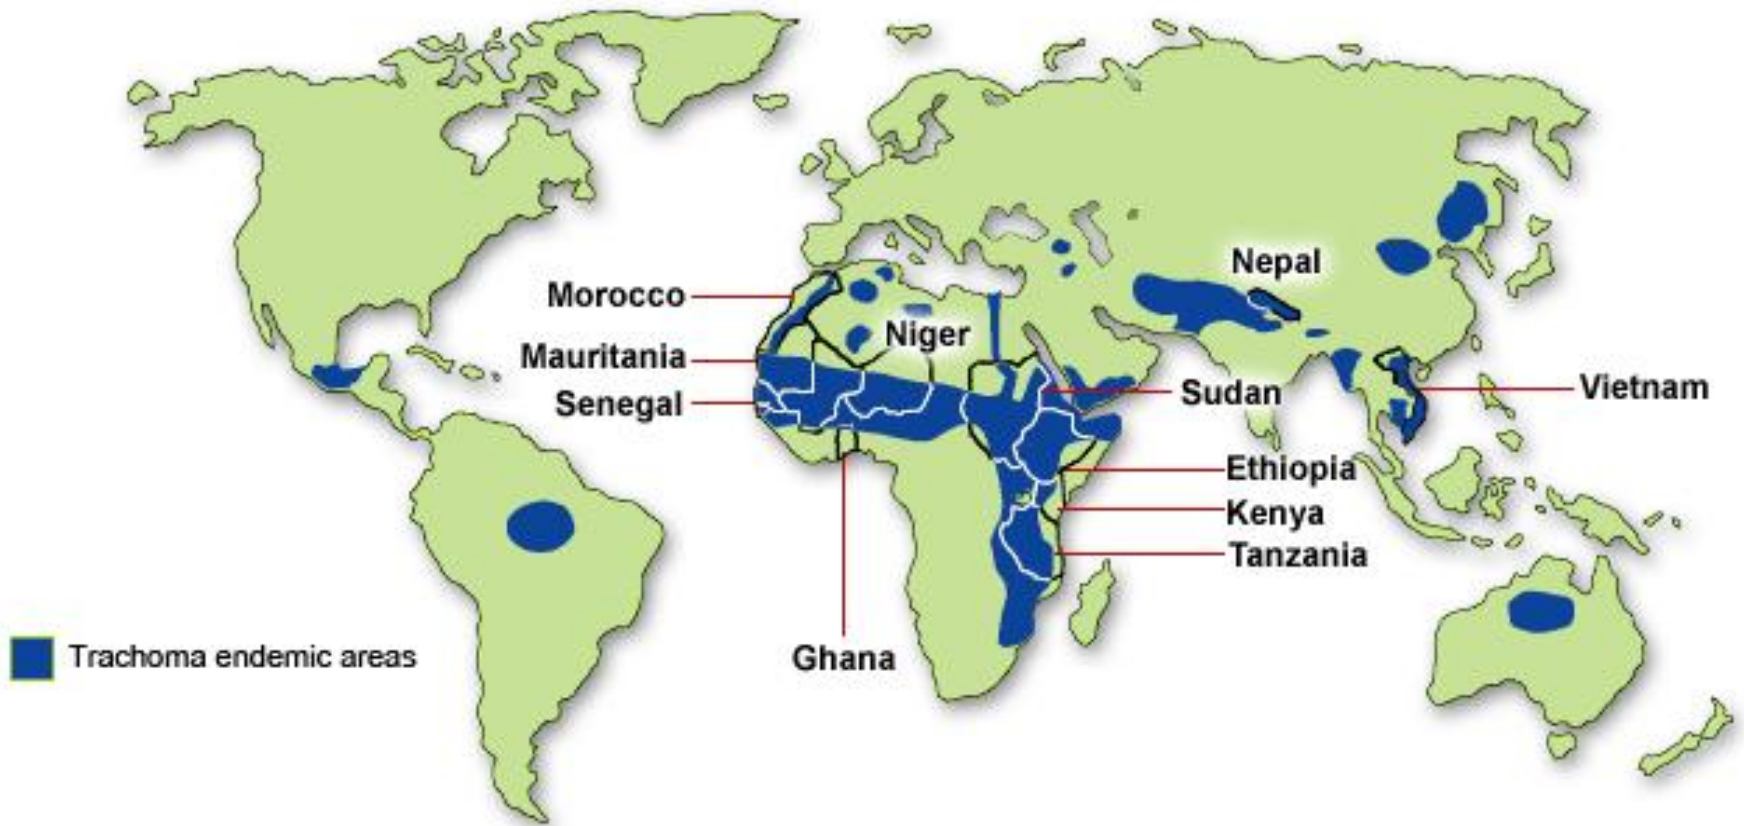 Nepal
Morocco
Niger
Mauritania
Sudan
Vietnam
Senegal
Ethiopia
Kenya
Tanzania
Ghana
Trachoma endemic areas